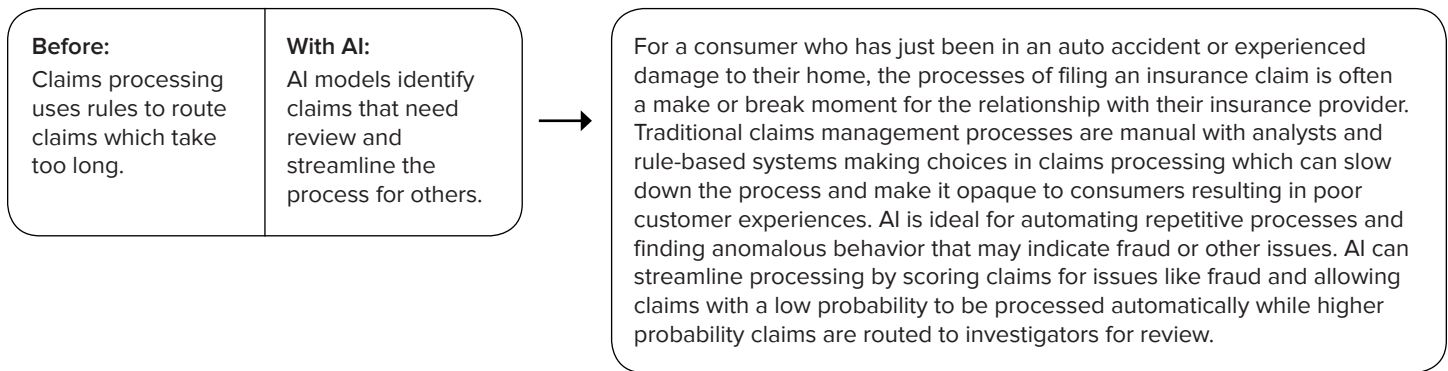 Before:
Claims processing
uses rules to route
claims which take
too long.
With AI:
AI models identify
claims that need
review and
streamline the
process for others.
For a consumer who has just been in an auto accident or experienced
damage to their home, the processes of filing an insurance claim is often
a make or break moment for the relationship with their insurance provider.
Traditional claims management processes are manual with analysts and
rule-based systems making choices in claims processing which can slow
down the process and make it opaque to consumers resulting in poor
customer experiences. AI is ideal for automating repetitive processes and
finding anomalous behavior that may indicate fraud or other issues. AI can
streamline processing by scoring claims for issues like fraud and allowing
claims with a low probability to be processed automatically while higher
probability claims are routed to investigators for review.